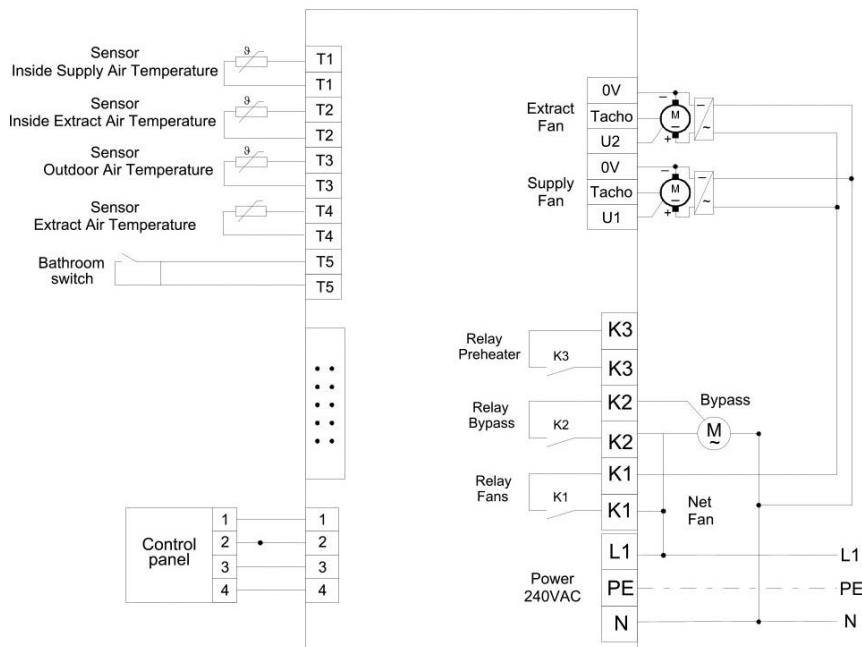 Sensor
Inside Supply Air Temperature
ϑ
T1
T1
Sensor
Inside Extract Air Temperature
ϑ
T2
T2
Sensor
Outdoor Air Temperature
ϑ
T3
T3
Sensor
Extract Air Temperature
T4
T4
Bathroom
switch
T5
T5
Control
panel
1
2
3
4
1
2
3
4
Extract
Fan
0V
Tacho
U2
−
M
−
+
−
~
Supply
Fan
0V
Tacho
U1
−
M
−
+
−
~
Relay
Preheater
K3
K3
K3
Relay
Bypass
K2
K2
K2
Bypass
M
~
Relay
Fans
K1
K1
K1
Net
Fan
Power
240VAC
L1
PE
N
L1
PE
N